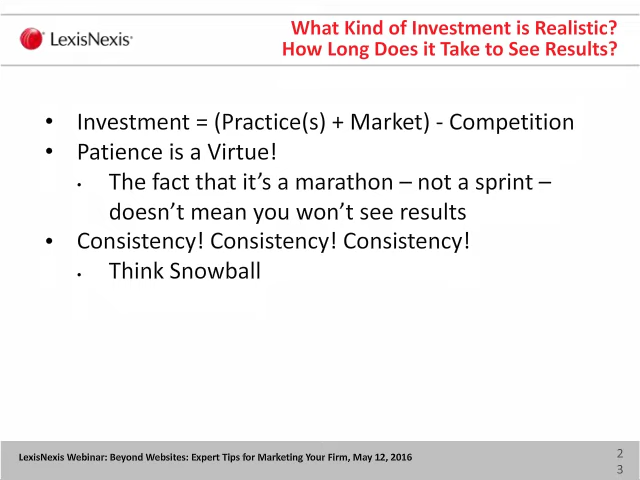 LexisNexis®
What Kind of Investment is Realistic?
How Long Does it Take to See Results?
• Investment = (Practice(s) + Market) - Competition
• Patience is a Virtue!
• The fact that it's a marathon – not a sprint –
doesn't mean you won't see results
• Consistency! Consistency! Consistency!
• Think Snowball
LexisNexis Webinar: Beyond Websites: Expert Tips for Marketing Your Firm, May 12, 2016
2
3